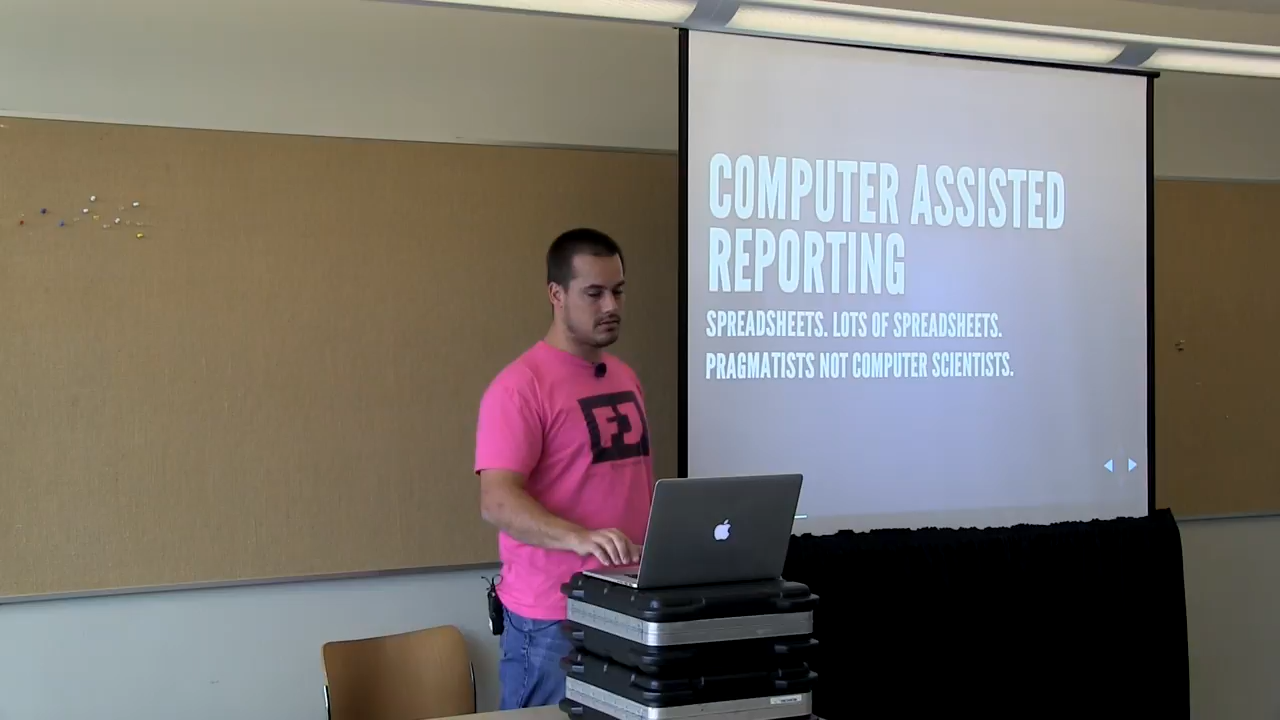 COMPUTER ASSISTED
REPORTING
SPREADSHEETS. LOTS OF SPREADSHEETS.
PRAGMATISTS NOT COMPUTER SCIENTISTS.